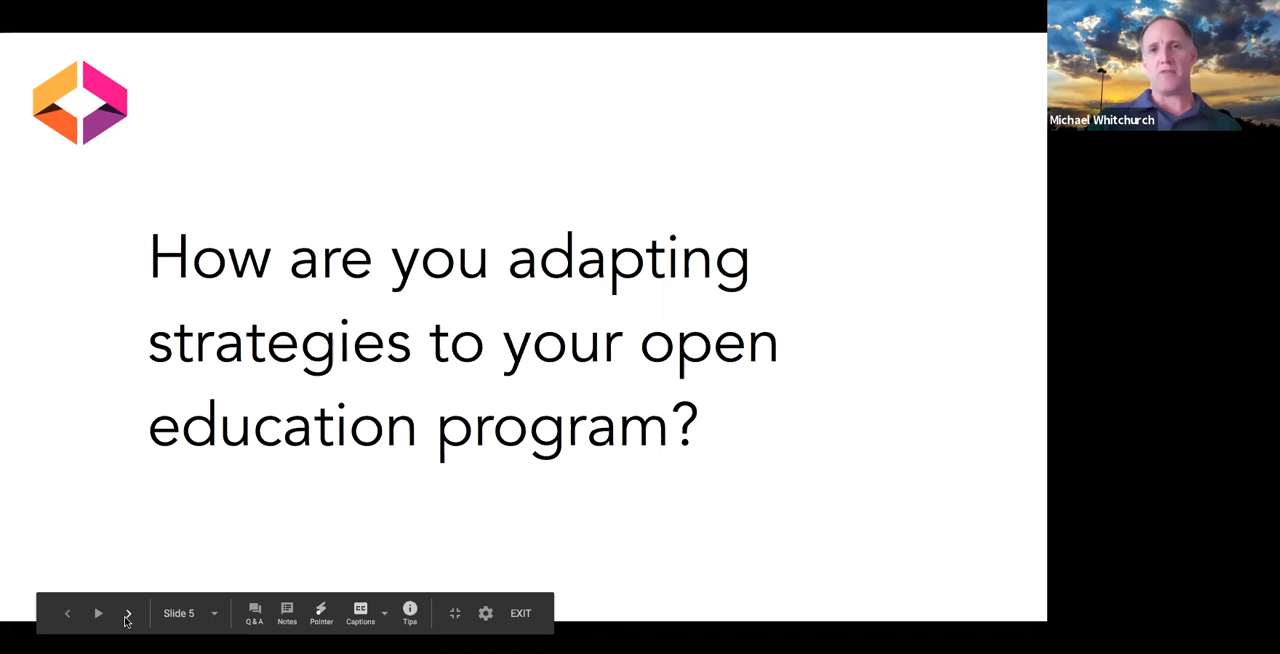 Michael Whitchurch
How are you adapting
strategies to your open
education program?
Slide 5
Q & A
Notes
Pointer
CC
Captions
Tips
EXIT